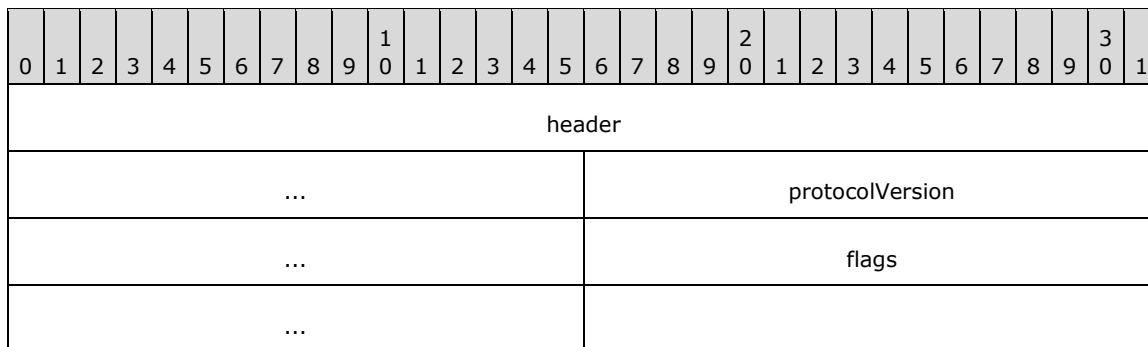 1 2 3
0 1 2 3 4 5 6 7 8 9 0 1 2 3 4 5 6 7 8 9 0 1 2 3 4 5 6 7 8 9 0 1
header
... protocolVersion
... flags
...